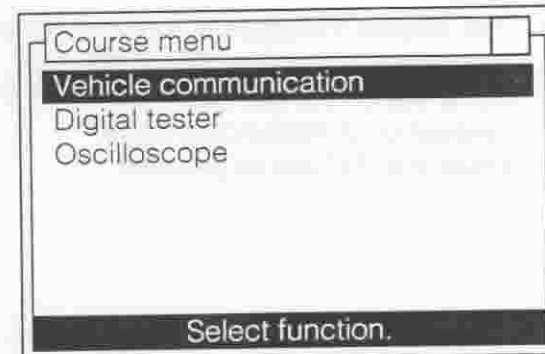 Course menu
Vehicle communication
Digital tester
Oscilloscope
Select function.